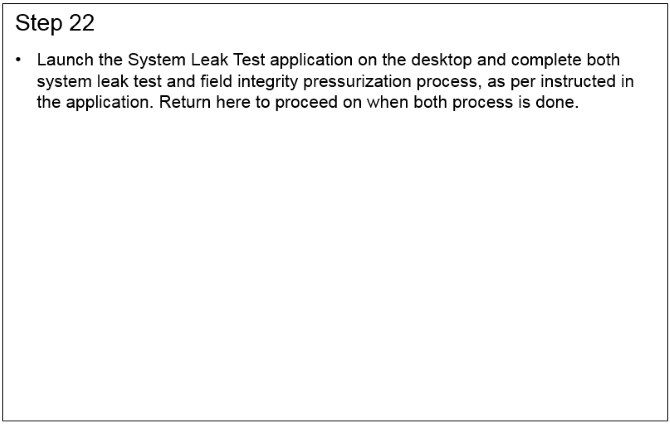 Step 22
• Launch the System Leak Test application on the desktop and complete both
system leak test and field integrity pressurization process, as per instructed in
the application. Return here to proceed on when both process is done.